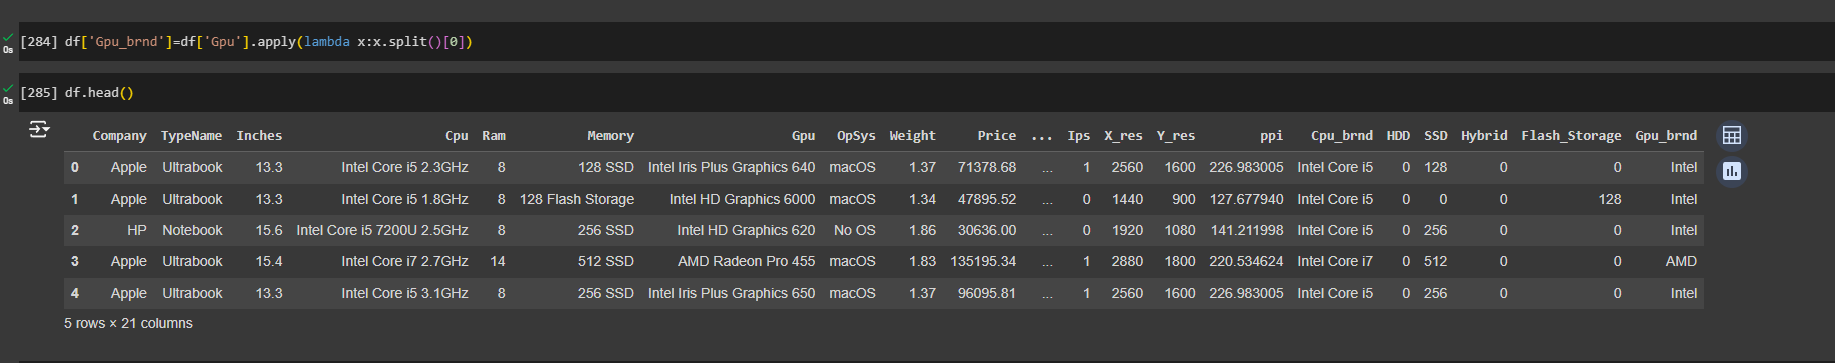 [284] df['Gpu_brnd']=df['Gpu'].apply(lambda x:x.split()[0])
0s
[285] df.head()
0s
Company TypeName Inches Cpu Ram Memory Gpu OpSys Weight Price ... Ips X_res Y_res ppi Cpu_brnd HDD SSD Hybrid Flash_Storage Gpu_brnd
0 Apple Ultrabook 13.3 Intel Core i5 2.3GHz 8 128 SSD Intel Iris Plus Graphics 640 macOS 1.37 71378.68 ... 1 2560 1600 226.983005 Intel Core i5 0 128 0 0 Intel
1 Apple Ultrabook 13.3 Intel Core i5 1.8GHz 8 128 Flash Storage Intel HD Graphics 6000 macOS 1.34 47895.52 ... 0 1440 900 127.677940 Intel Core i5 0 0 0 128 Intel
2 HP Notebook 15.6 Intel Core i5 7200U 2.5GHz 8 256 SSD Intel HD Graphics 620 No OS 1.86 30636.00 ... 0 1920 1080 141.211998 Intel Core i5 0 256 0 0 Intel
3 Apple Ultrabook 15.4 Intel Core i7 2.7GHz 14 512 SSD AMD Radeon Pro 455 macOS 1.83 135195.34 ... 1 2880 1800 220.534624 Intel Core i7 0 512 0 0 AMD
4 Apple Ultrabook 13.3 Intel Core i5 3.1GHz 8 256 SSD Intel Iris Plus Graphics 650 macOS 1.37 96095.81 ... 1 2560 1600 226.983005 Intel Core i5 0 256 0 0 Intel
5 rows × 21 columns